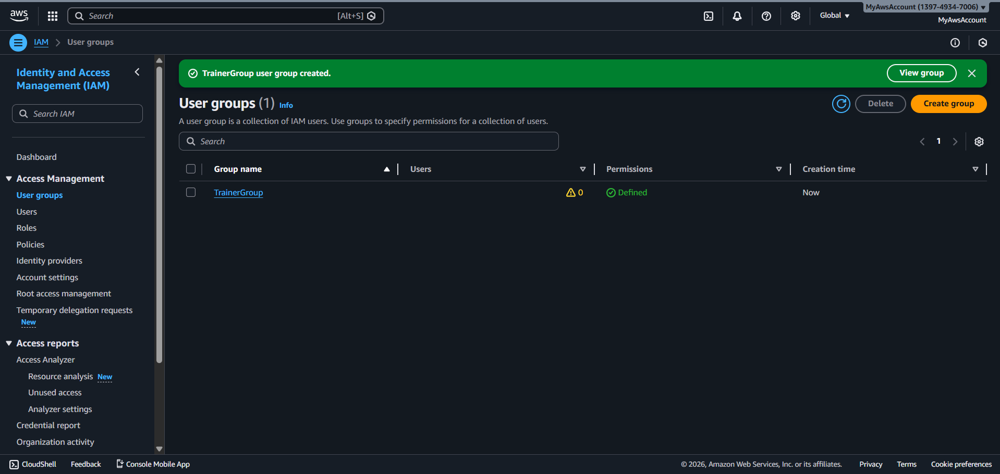 aws
Search
[Alt+S]
Global
MyAwsAccount (1397-4934-7006)
MyAwsAccount
IAM
User groups
Identity and Access
Management (IAM)
Search IAM
Dashboard
Access Management
User groups
Users
Roles
Policies
Identity providers
Account settings
Root access management
Temporary delegation requests
New
Access reports
Access Analyzer
Resource analysis New
Unused access
Analyzer settings
Credential report
Organization activity
TrainerGroup user group created.
View group
User groups (1) Info
Delete
Create group
A user group is a collection of IAM users. Use groups to specify permissions for a collection of users.
Search
1
Group name
Users
Permissions
Creation time
TrainerGroup
0
Defined
Now
CloudShell
Feedback
Console Mobile App
© 2026, Amazon Web Services, Inc. or its affiliates.
Privacy
Terms
Cookie preferences